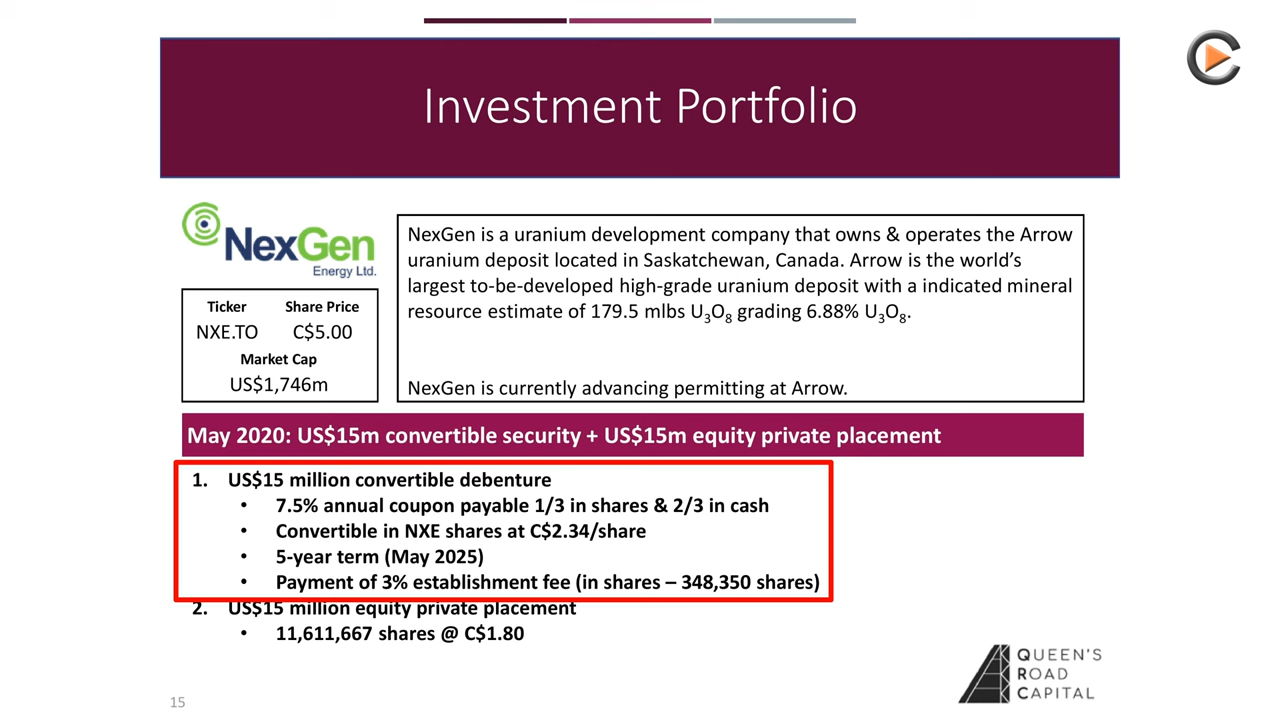 Investment Portfolio
NexGen
Energy Ltd.
Ticker Share Price
NXE.TO C$5.00
Market Cap
US$1,746m
NexGen is a uranium development company that owns & operates the Arrow
uranium deposit located in Saskatchewan, Canada. Arrow is the world’s
largest to-be-developed high-grade uranium deposit with a indicated mineral
resource estimate of 179.5 mlbs U₃O₈ grading 6.88% U₃O₈.
NexGen is currently advancing permitting at Arrow.
May 2020: US$15m convertible security + US$15m equity private placement
1. US$15 million convertible debenture
• 7.5% annual coupon payable 1/3 in shares & 2/3 in cash
• Convertible in NXE shares at C$2.34/share
• 5-year term (May 2025)
• Payment of 3% establishment fee (in shares – 348,350 shares)
2. US$15 million equity private placement
• 11,611,667 shares @ C$1.80
QUEEN’S
ROAD
CAPITAL
15